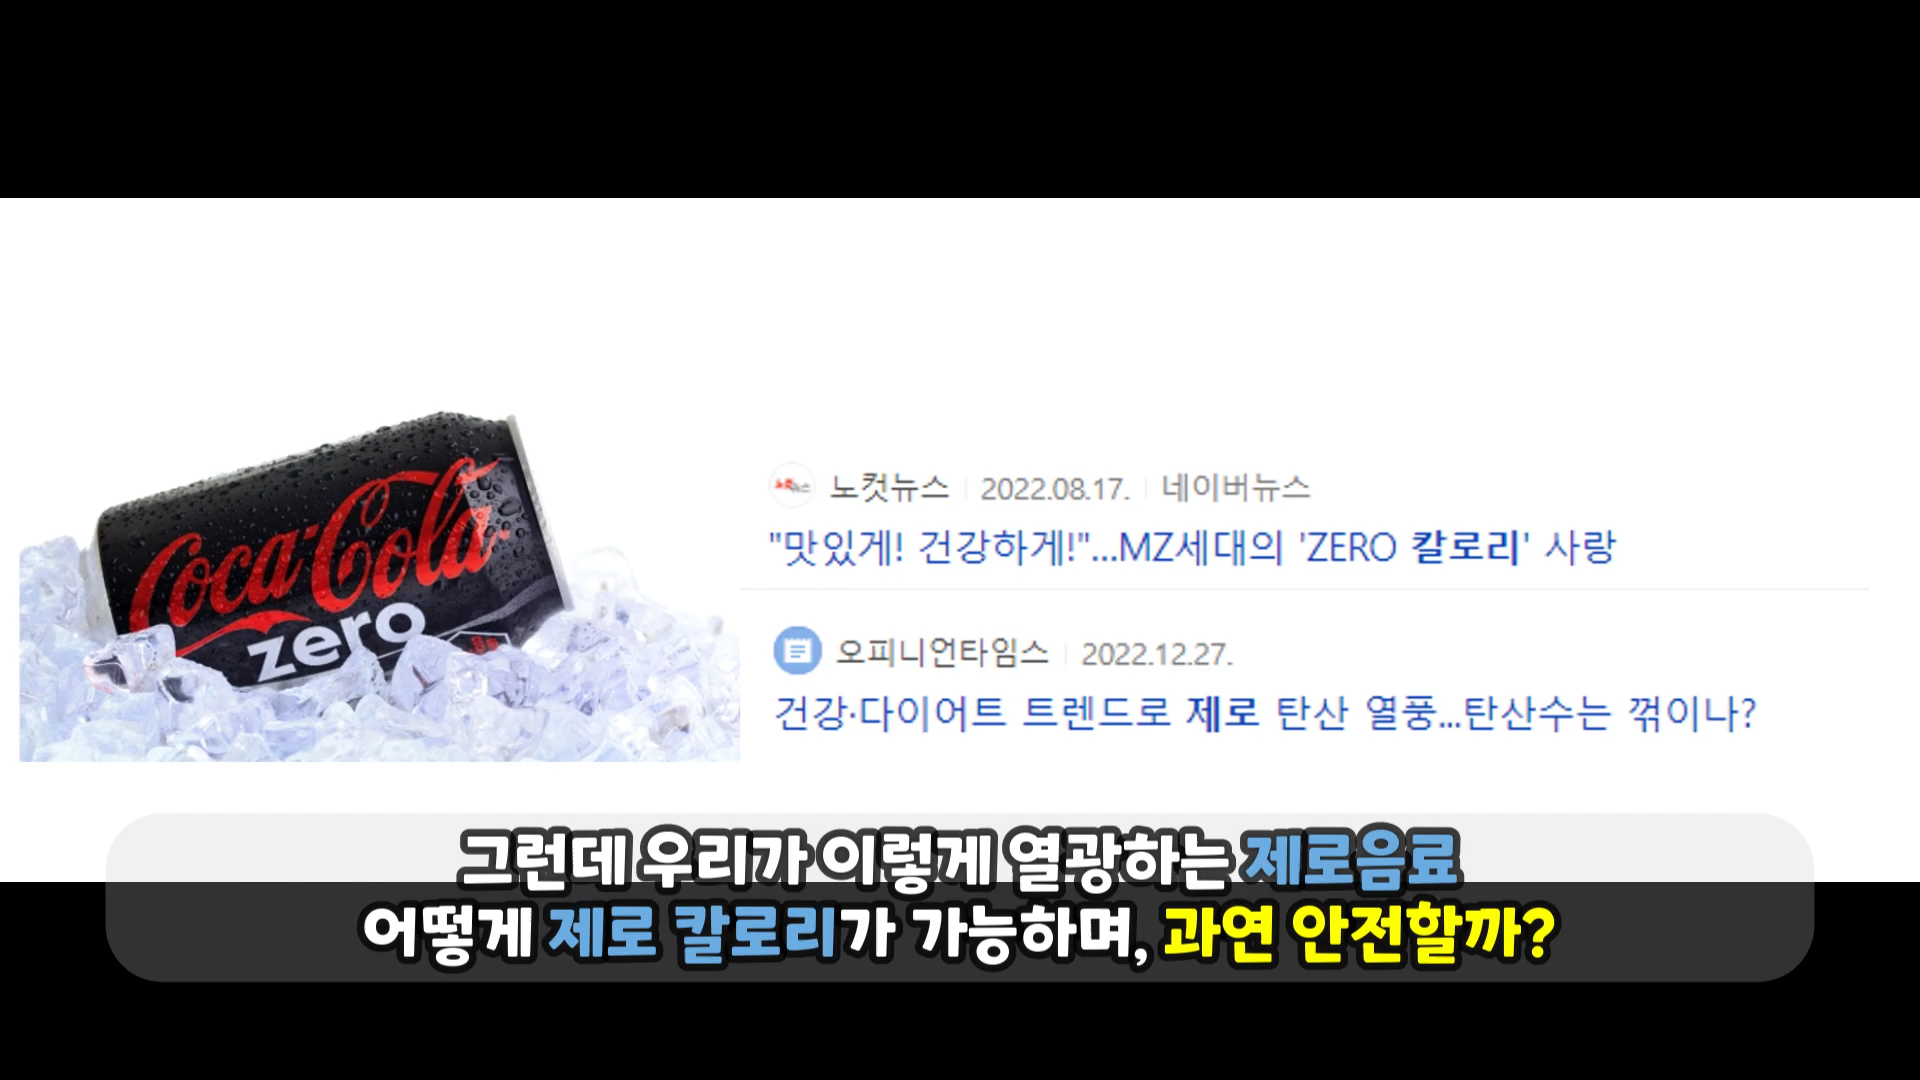 Coca-Cola
zero
노컷뉴스 2022.08.17. 네이버뉴스
"맛있게! 건강하게!"...MZ세대의 'ZERO 칼로리' 사랑
오피니언타임스 2022.12.27.
건강·다이어트 트렌드로 제로 탄산 열풍...탄산수는 꺾이나?
그런데 우리가 이렇게 열광하는 제로음료
어떻게 제로 칼로리가 가능하며, 과연 안전할까?